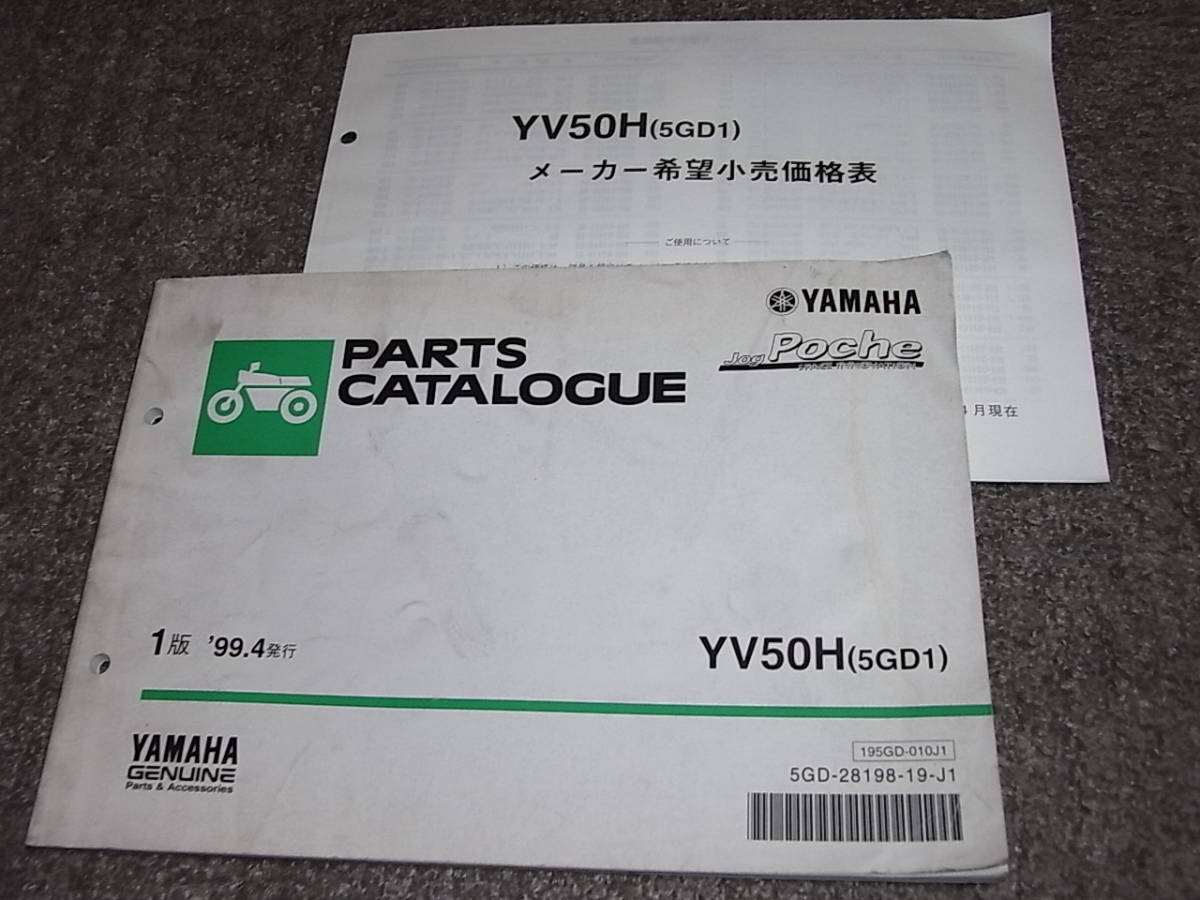 YV50H(5GD1)
メーカー希望小売価格表
ご使用について
月現在
YAMAHA
Jog Poche
PARTS
CATALOGUE
1版 '99.4発行
YV50H(5GD1)
YAMAHA
GENUINE
Parts & Accessories
195GD-010J1
5GD-28198-19-J1